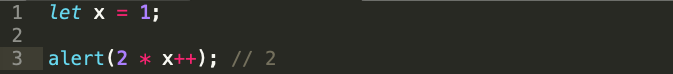 1 let x = 1;
2
3 alert(2 * x++); // 2